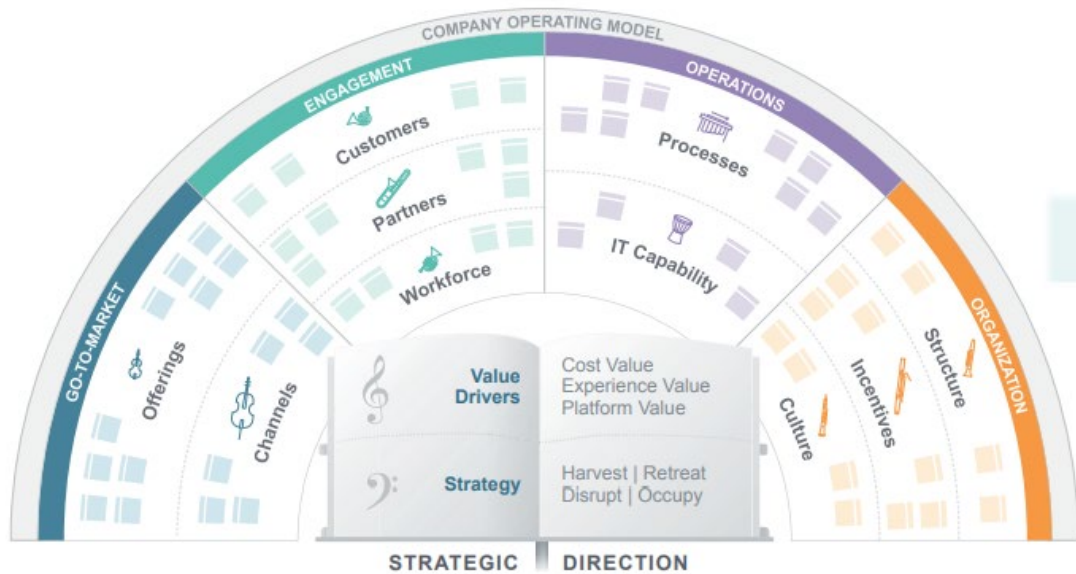 COMPANY OPERATING MODEL
ENGAGEMENT
OPERATIONS
GO-TO-MARKET
ORGANIZATION
Customers
Partners
Workforce
Processes
IT Capability
Offerings
Channels
Structure
Incentives
Culture
Value
Drivers
Cost Value
Experience Value
Platform Value
Strategy
Harvest | Retreat
Disrupt | Occupy
STRATEGIC DIRECTION